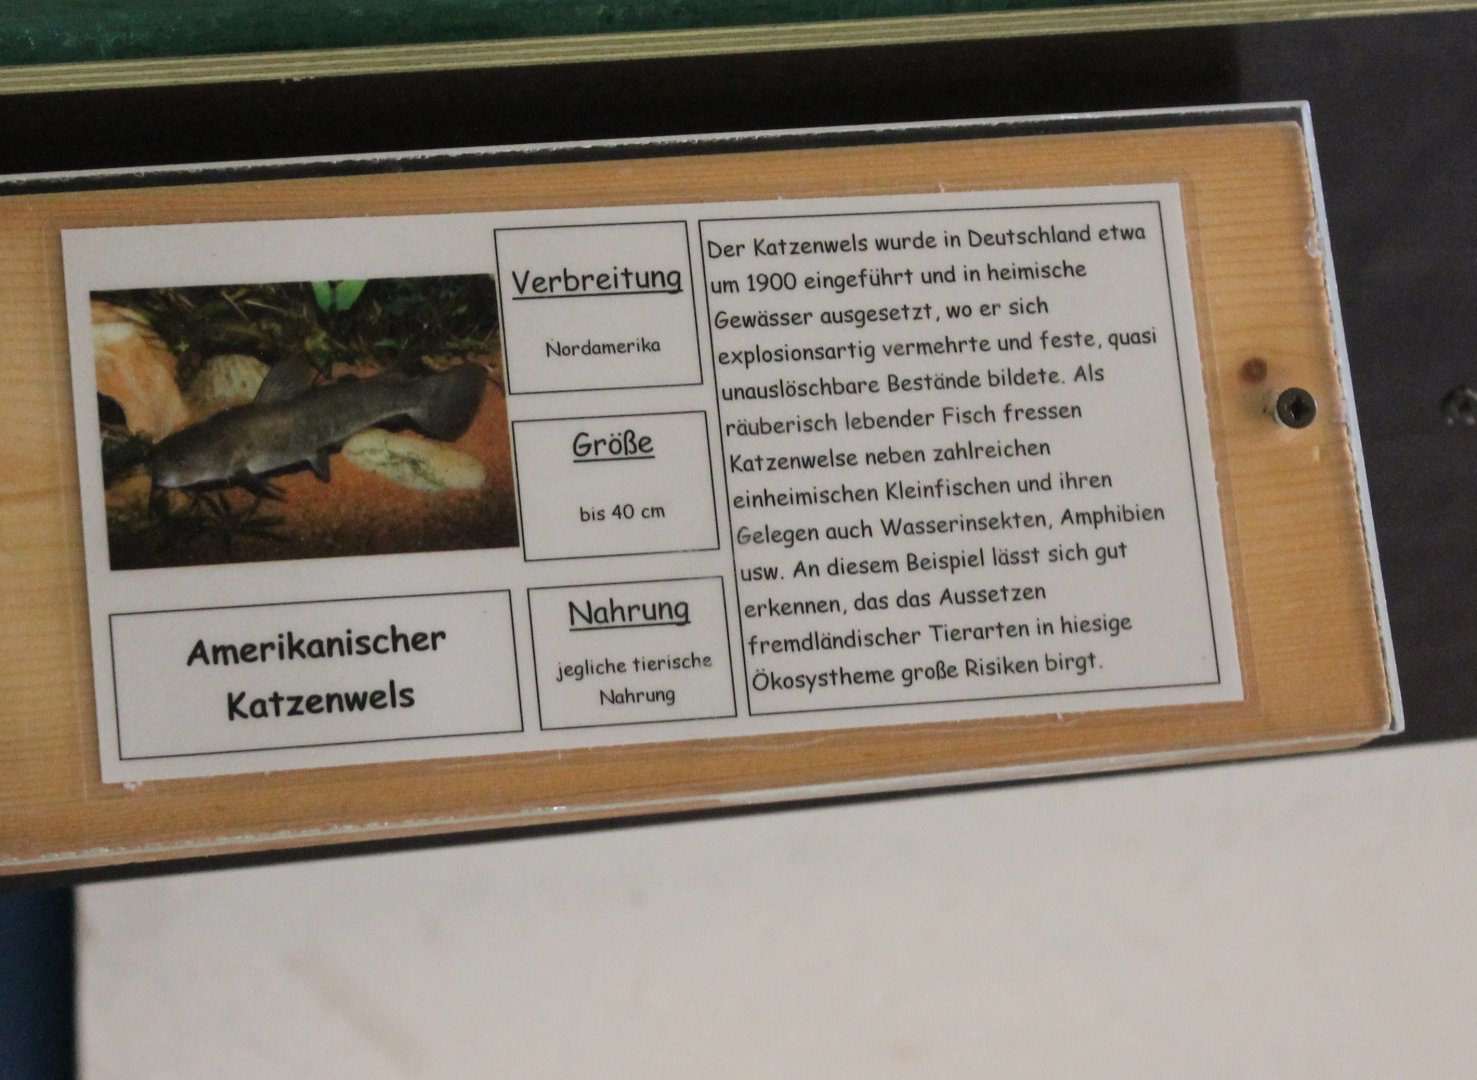 Amerikanischer
Katzenwels
Verbreitung
Nordamerika
Größe
bis 40 cm
Nahrung
jegliche tierische
Nahrung
Der Katzenwels wurde in Deutschland etwa
um 1900 eingeführt und in heimische
Gewässer ausgesetzt, wo er sich
explosionsartig vermehrte und feste, quasi
unauslöschbare Bestände bildete. Als
räuberisch lebender Fisch fressen
Katzenwelse neben zahlreichen
einheimischen Kleinfischen und ihren
Gelegen auch Wasserinsekten, Amphibien
usw. An diesem Beispiel lässt sich gut
erkennen, das das Aussetzen
fremdländischer Tierarten in hiesige
Ökosystheme große Risiken birgt.